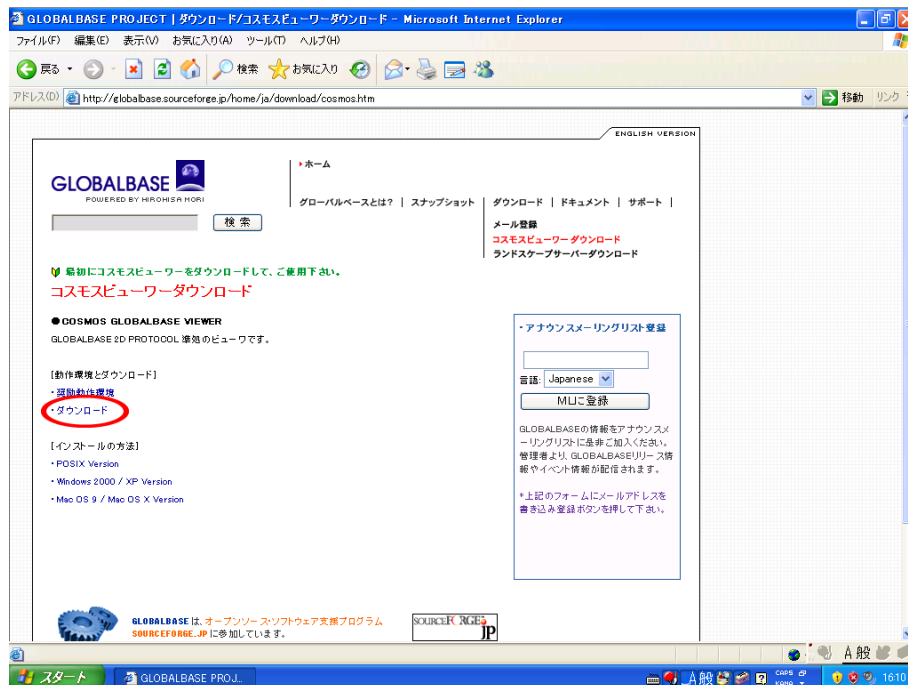 GLOBALBASE PROJECT | ダウンロード/コスモスビューワーダウンロード - Microsoft Internet Explorer
ファイル(F) 編集(E) 表示(V) お気に入り(A) ツール(T) ヘルプ(H)
戻る 検索 お気に入り
アドレス(D) http://globalbase.sourceforge.jp/home/ja/download/cosmos.htm 移動 リンク
ENGLISH VERSION
GLOBALBASE
POWERED BY HIROHISA MORI
ホーム
グローバルベースとは? | スナップショット | ダウンロード | ドキュメント | サポート |
検索
メール登録
コスモスビューワー ダウンロード
ランドスケープサーバーダウンロード
最初にコスモスビューワーをダウンロードして、ご使用下さい。
コスモスビューワーダウンロード
●COSMOS GLOBALBASE VIEWER
GLOBALBASE 2D PROTOCOL 準処のビューワです。
[動作環境とダウンロード]
・奨励動作環境
・ダウンロード
[インストールの方法]
・POSIX Version
・Windows 2000 / XP Version
・Mac OS 9 / Mac OS X Version
・アナウンスメーリングリスト登録
言語: Japanese
MLに登録
GLOBALBASEの情報をアナウンスメ
ーリングリストに是非ご加入ください。
管理者より、GLOBALBASEリリース情
報やイベント情報が配信されます。
*上記のフォームにメールアドレスを
書き込み登録ボタンを押して下さい。
GLOBALBASE は、オープンソース・ソフトウェア支援プログラム
SOURCEFORGE.JP に参加しています。
SOURCEFORGE
JP
A 般
スタート GLOBALBASE PROJ... A 般 CAPS KANA 16:10